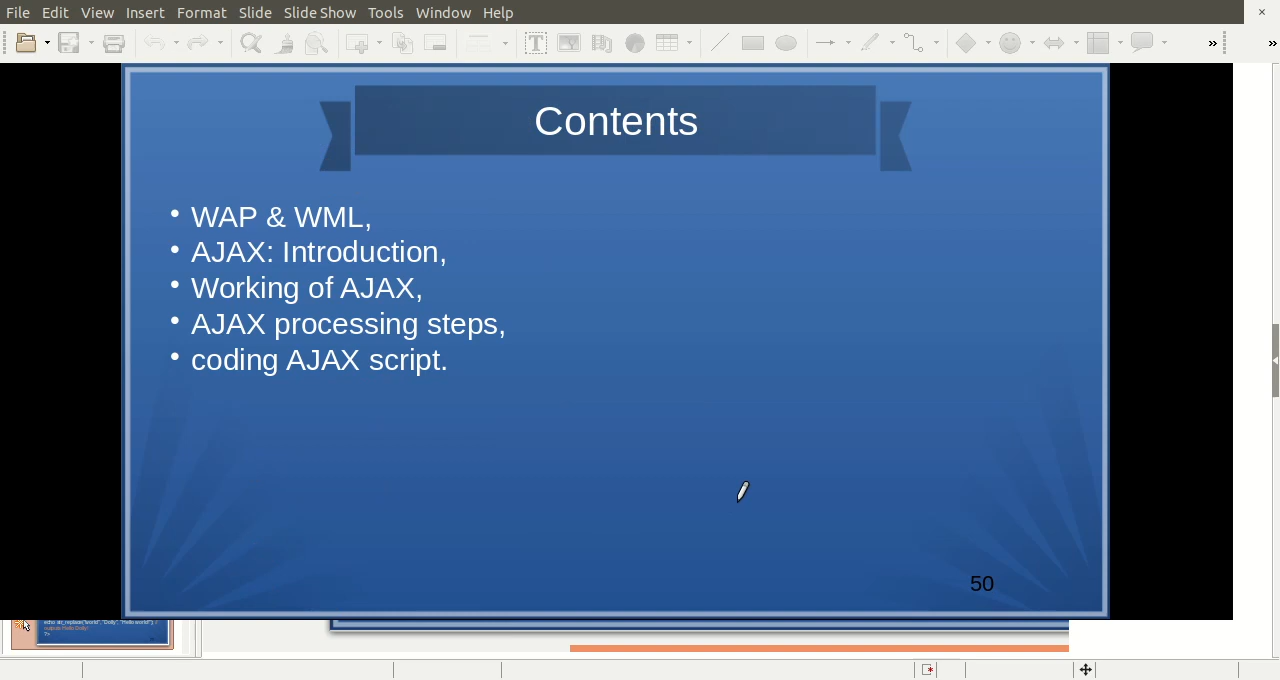 File Edit View Insert Format Slide Slide Show Tools Window Help
Contents
• WAP & WML,
• AJAX: Introduction,
• Working of AJAX,
• AJAX processing steps,
• coding AJAX script.
50